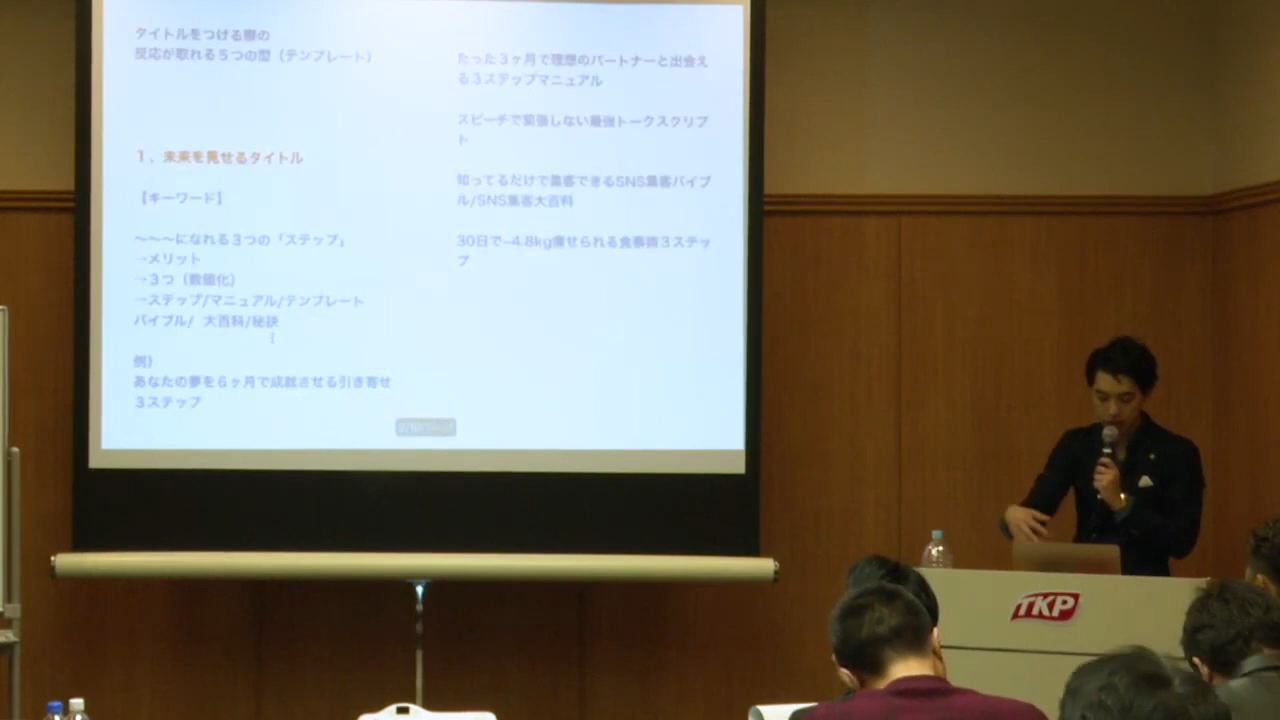 タイトルをつける際の
反応が取れる5つの型（テンプレート）
1．未来を見せるタイトル
【キーワード】
〜〜〜になれる3つの「ステップ」
→メリット
→3つ（数値化）
→ステップ/マニュアル/テンプレート
バイブル/ 大百科/秘訣
例）
あなたの夢を6ヶ月で成就させる引き寄せ
3ステップ
たった3ヶ月で理想のパートナーと出会え
る3ステップマニュアル
スピーチで緊張しない最強トークスクリプ
ト
知ってるだけで集客できるSNS集客バイブ
ル/SNS集客大百科
30日で−4.8kg痩せられる食事術3ステッ
プ
TKP